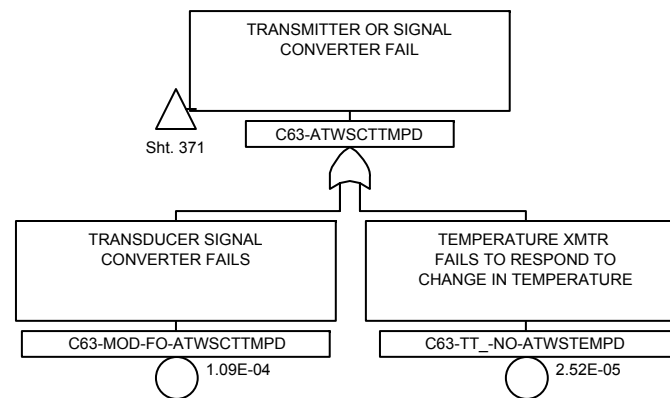 TRANSMITTER OR SIGNAL
CONVERTER FAIL
Sht. 371
C63-ATWSCTTMPD
TRANSDUCER SIGNAL
CONVERTER FAILS
C63-MOD-FO-ATWSCTTMPD
1.09E-04
TEMPERATURE XMTR
FAILS TO RESPOND TO
CHANGE IN TEMPERATURE
C63-TT_-NO-ATWSTEMPD
2.52E-05